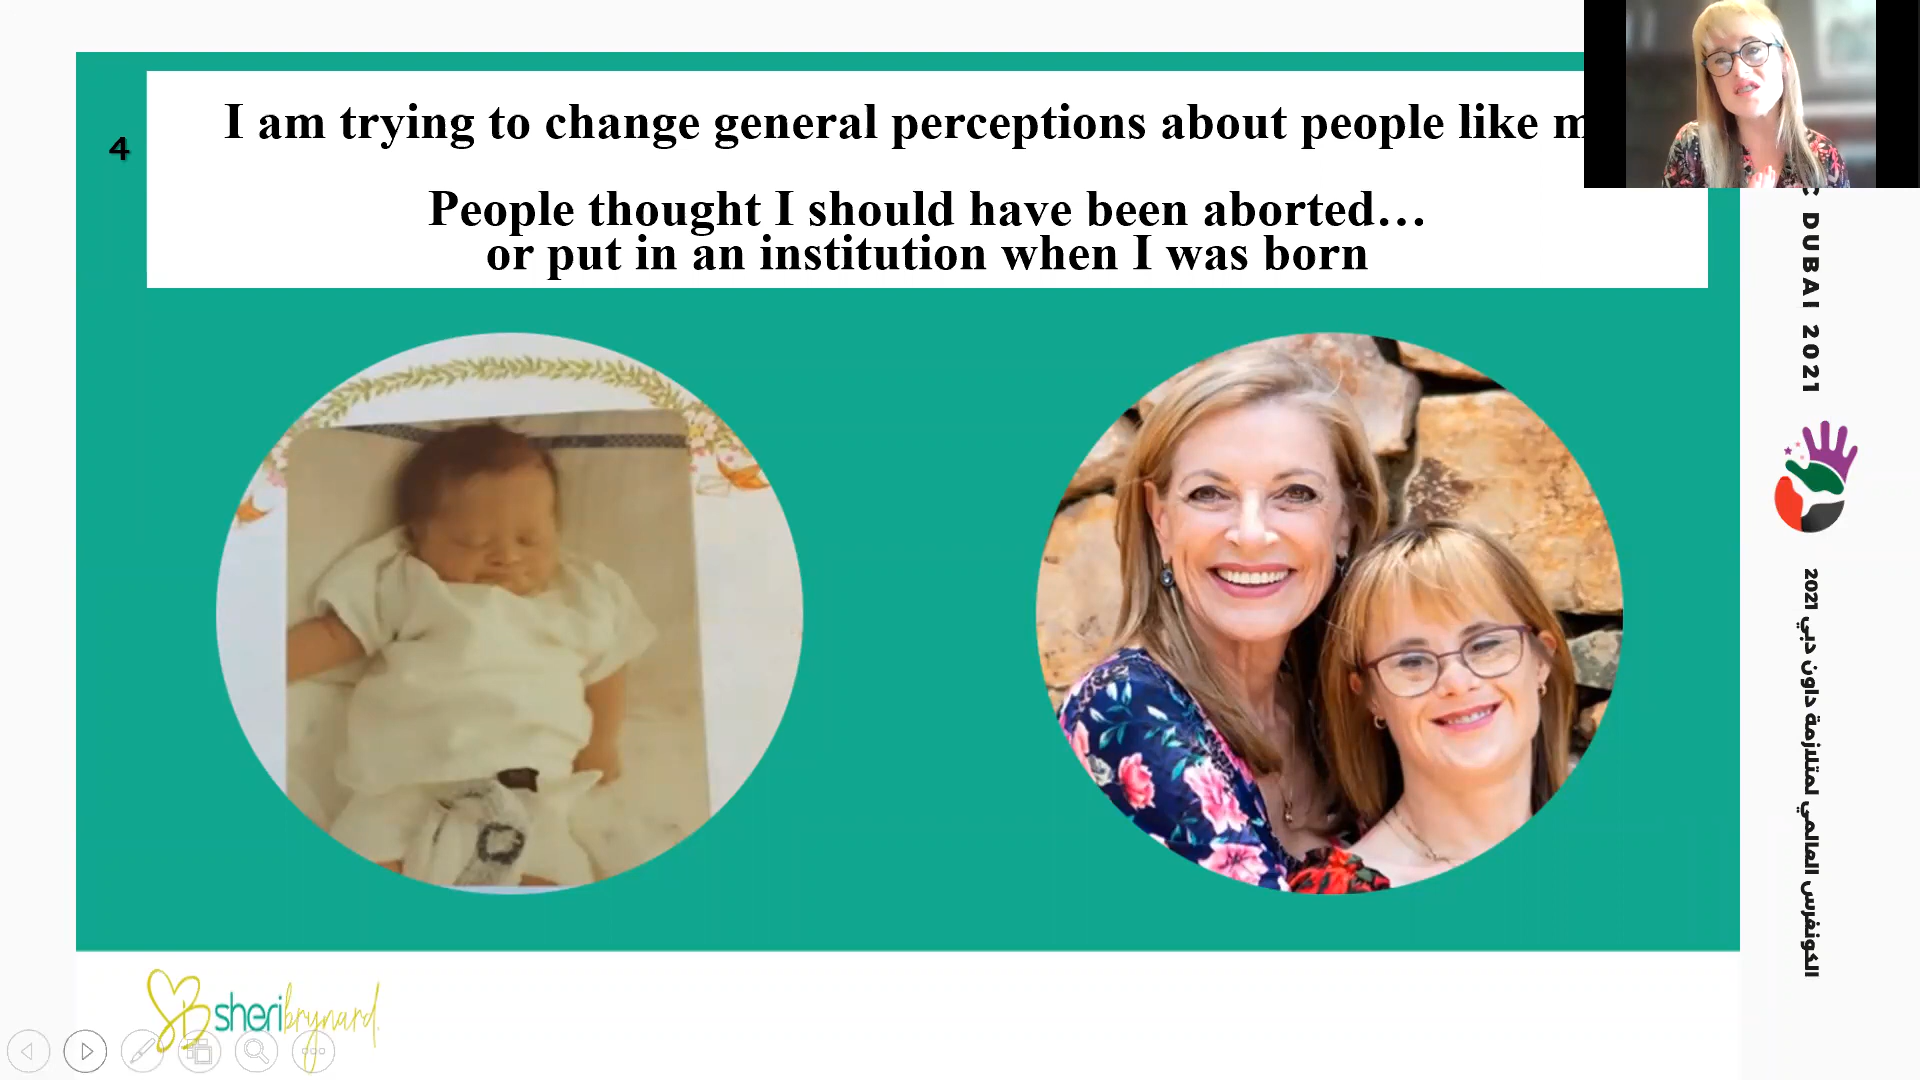 I am trying to change general perceptions about people like m
4
People thought I should have been aborted…
or put in an institution when I was born
C DUBAI 2021
الكونغرس العالمي لمتلازمة داون دبي 2021
sheribrynard.